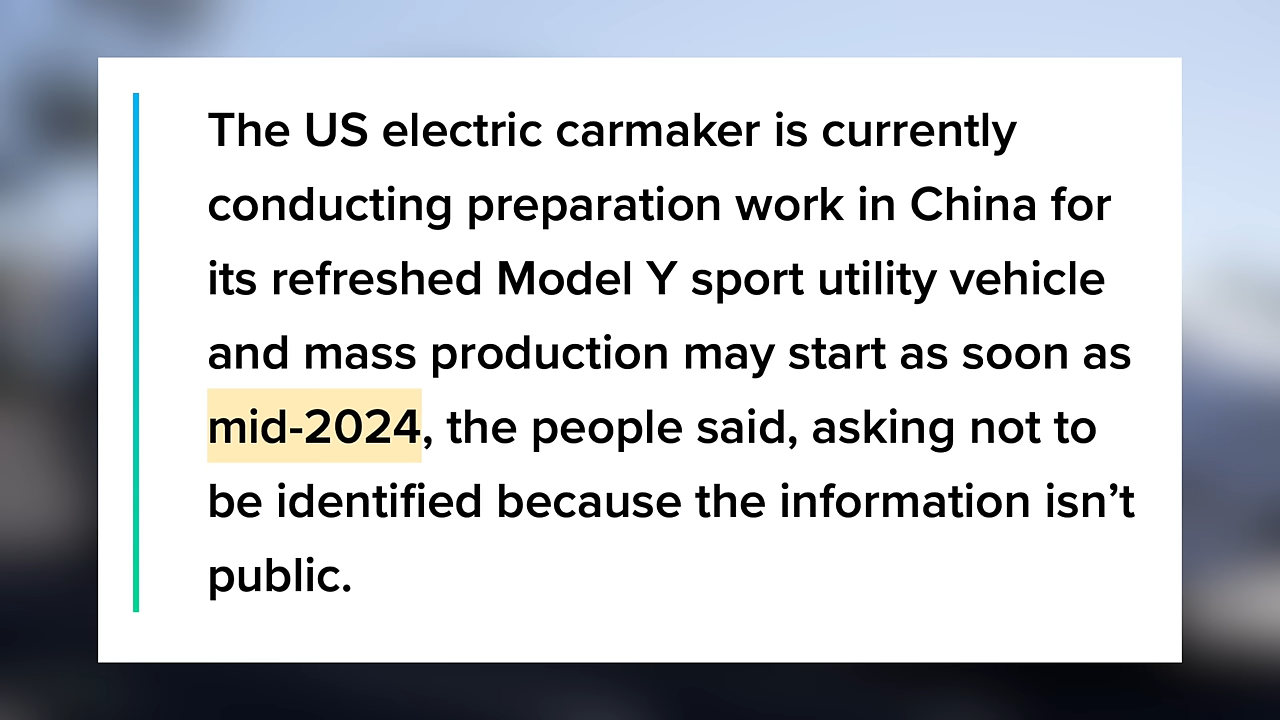 The US electric carmaker is currently
conducting preparation work in China for
its refreshed Model Y sport utility vehicle
and mass production may start as soon as
mid-2024, the people said, asking not to
be identified because the information isn’t
public.